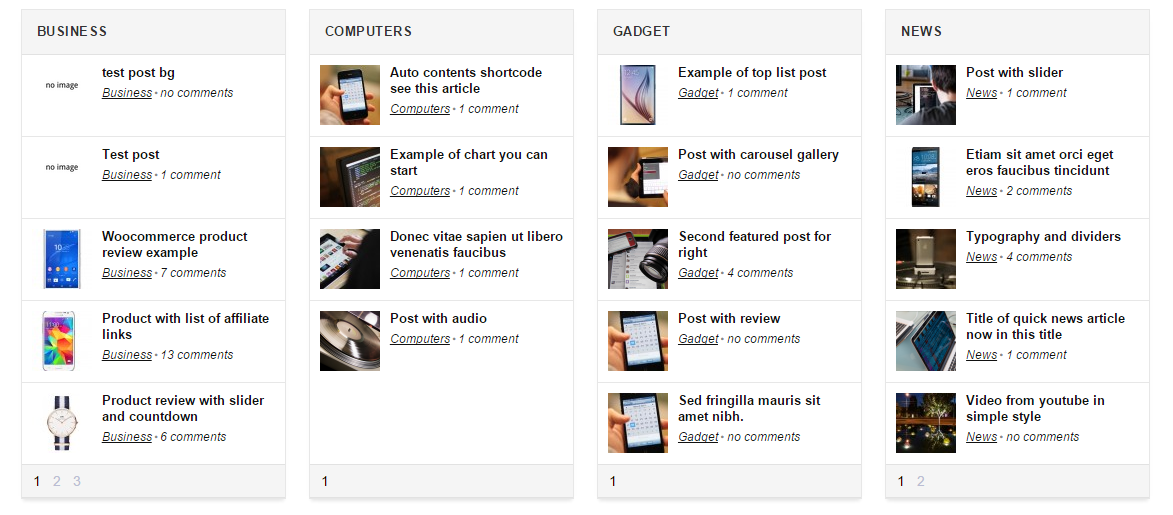 BUSINESS
no image
test post bg
Business • no comments
no image
Test post
Business • 1 comment
Woocommerce product
review example
Business • 7 comments
Product with list of affiliate
links
Business • 13 comments
Product review with slider
and countdown
Business • 6 comments
1 2 3
COMPUTERS
Auto contents shortcode
see this article
Computers • 1 comment
Example of chart you can
start
Computers • 1 comment
Donec vitae sapien ut libero
venenatis faucibus
Computers • 1 comment
Post with audio
Computers • 1 comment
1
GADGET
Example of top list post
Gadget • 1 comment
Post with carousel gallery
Gadget • no comments
Second featured post for
right
Gadget • 4 comments
Post with review
Gadget • no comments
Sed fringilla mauris sit
amet nibh.
Gadget • no comments
1
NEWS
Post with slider
News • 1 comment
Etiam sit amet orci eget
eros faucibus tincidunt
News • 2 comments
Typography and dividers
News • 4 comments
Title of quick news article
now in this title
News • 1 comment
Video from youtube in
simple style
News • no comments
1 2